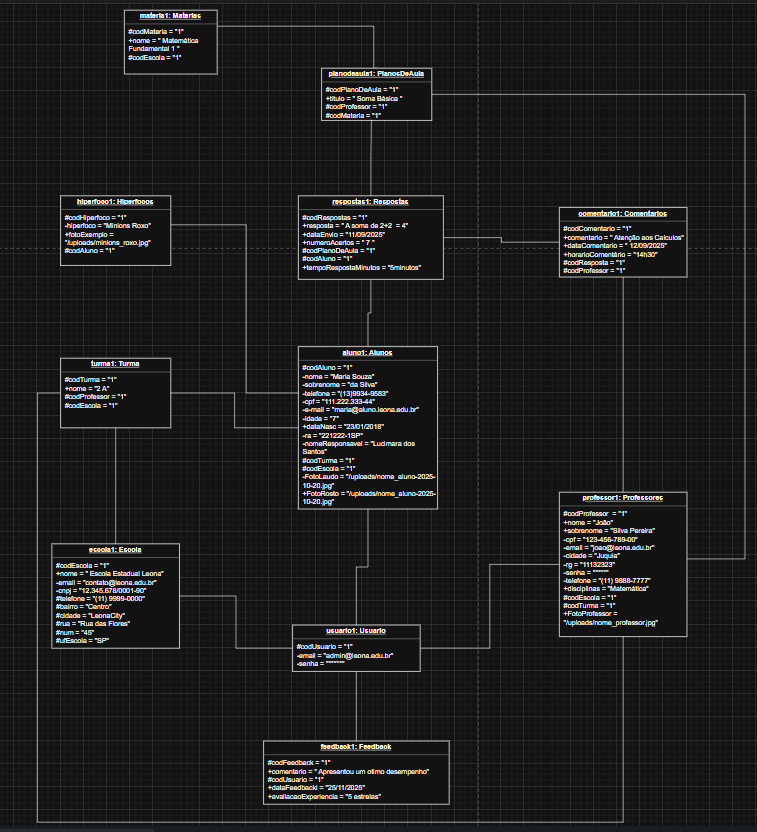 materia1: Materias
#codMateria = "1"
+nome = " Matemática
Fundamental 1 "
#codEscola = "1"
planodeaula1: PlanosDeAula
#codPlanoDeAula = "1"
+titulo = " Soma Básica "
#codProfessor = "1"
#codMataria = "1"
hiperfoco1: Hiperfocos
#codHiperfoco = "1"
-hiperfoco = "Minions Roxo"
+fotoExemplo =
"/uploads/minions_roxo.jpg"
#codAluno = "1"
respostas1: Respostas
#codRespostas = "1"
+resposta = " A soma de 2+2 = 4"
+dataEnvio = "11/09/2025"
+numeroAcertos = " 7 "
#codPlanoDeAula = "1"
#codAluno = "1"
+tempoRespostaMinutos = "5minutos"
comentario1: Comentarios
#codComentario = "1"
+comentario = " Atenção aos Calculos"
+dataComentario = " 12/09/2025"
+horarioComentário = "14h30"
#codResposta = "1"
#codProfessor = "1"
turma1: Turma
#codTurma = "1"
+nome = "2 A"
#codProfessor = "1"
#codEscola = "1"
aluno1: Alunos
#codAluno = "1"
-nome = "Maria Souza"
-sobrenome = "da Silva"
-telefone = "(13)9934-9583"
-cpf = "111.222.333-44"
-e-mail = "maria@aluno.leona.edu.br"
-idade = "7"
+dataNasc = "23/01/2018"
-ra = "221222-1SP"
-nomeResponsavel = "Lucimara dos
Santos"
#codTurma = "1"
#codEscola = "1"
-FotoLaudo = "/uploads/nome_aluno-2025-
10-20.jpg"
+FotoRosto = "/uploads/nome_aluno-2025-
10-20.jpg"
professor1: Professores
#codProfessor = "1"
+nome = "João"
+sobrenome = "Silva Pereira"
-cpf = "123-456-789-00"
-email = "joao@leona.edu.br"
-cidade = "Juquia"
-rg = "11132323"
-senha = "******"
-telefone = "(11) 9888-7777"
+disciplinas = "Matemática"
#codEscola = "1"
#codTurma = "1"
+FotoProfessor =
"/uploads/nome_professor.jpg"
escola1: Escola
#codEscola = "1"
+nome = " Escola Estadual Leona"
-email = "contato@leona.edu.br"
-cnpj = "12.345.678/0001-90"
#telefone = "(11) 9999-0000"
#bairro = "Centro"
#cidade = "LeonaCity"
#rua = "Rua das Flores"
#num = "45"
#ufEscola = "SP"
usuario1: Usuario
#codUsuario = "1"
-email = "admin@leona.edu.br"
-senha = "*******"
feedback1: Feedback
#codFeedback = "1"
+comentario = " Apresentou um otimo desempenho"
#codUsuario = "1"
+dataFeedbackl = "25/11/2025"
+avaliacaoExperiencia = "5 estrelas"